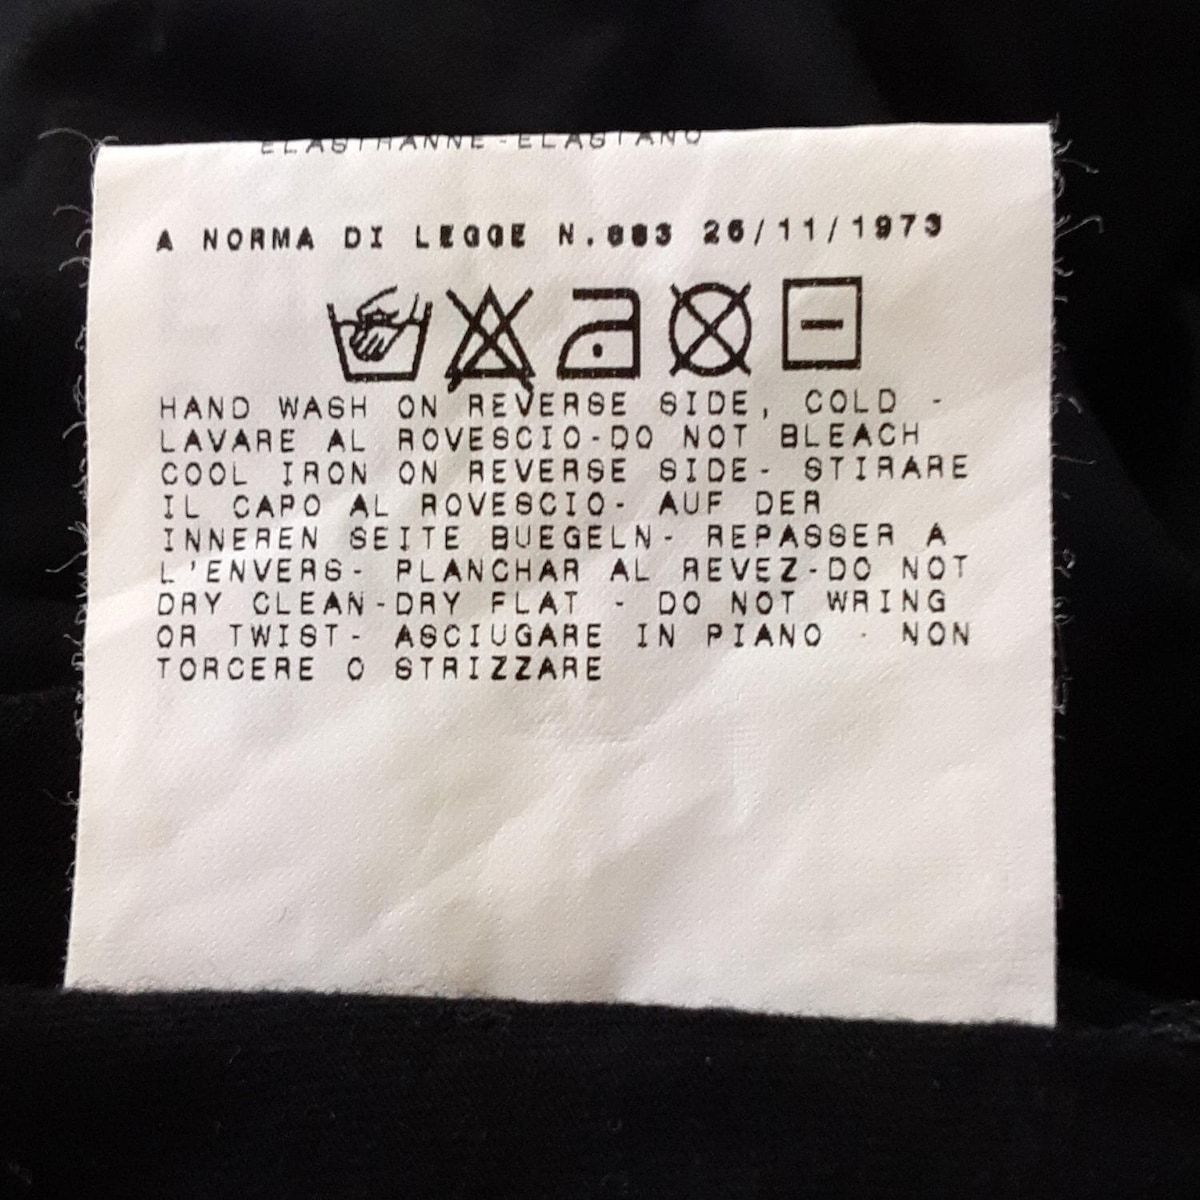 ELASTHANNE-ELASTANO
A NORMA DI LEGGE N.883 26/11/1973
HAND WASH ON REVERSE SIDE, COLD -
LAVARE AL ROVESCIO-DO NOT BLEACH
COOL IRON ON REVERSE SIDE- STIRARE
IL CAPO AL ROVESCIO- AUF DER
INNEREN SEITE BUEGELN- REPASSER A
L'ENVERS- PLANCHAR AL REVEZ-DO NOT
DRY CLEAN-DRY FLAT - DO NOT WRING
OR TWIST- ASCIUGARE IN PIANO - NON
TORCERE O STRIZZARE